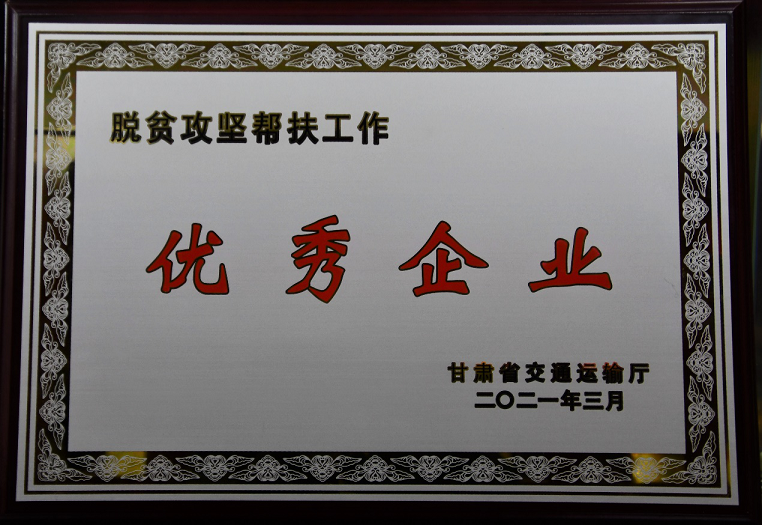 脱贫攻坚帮扶工作
优秀企业
甘肃省交通运输厅
二〇二一年三月